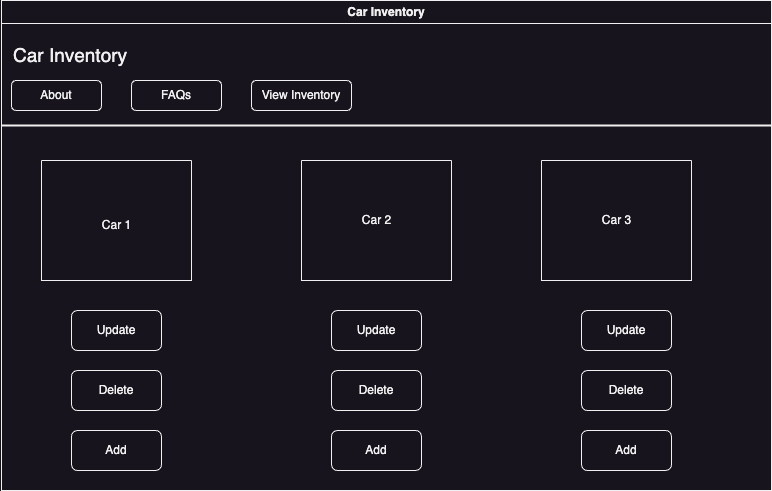 Car Inventory
Car Inventory
About FAQs View Inventory
Car 1 Car 2 Car 3
Update Update Update
Delete Delete Delete
Add Add Add